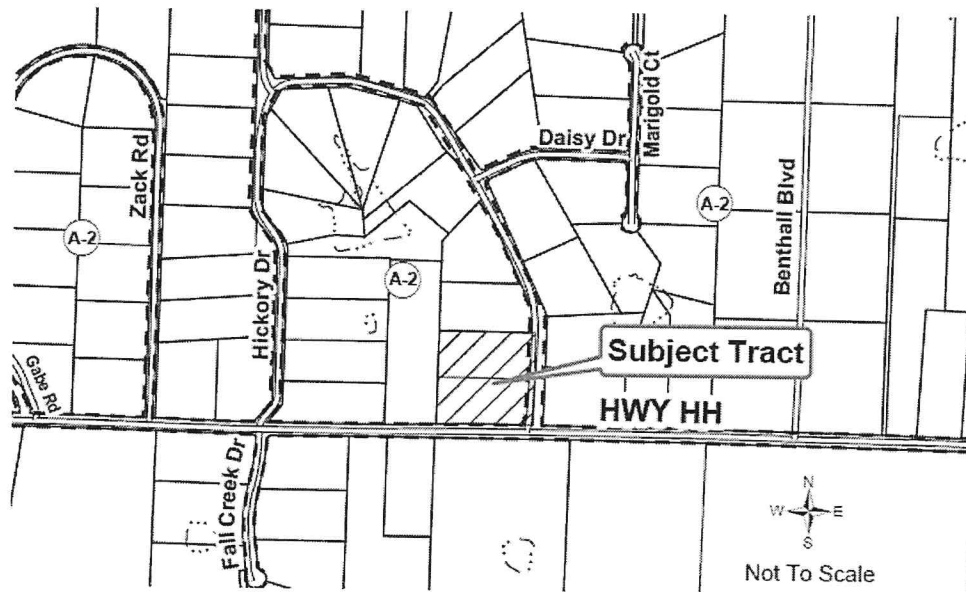 Marigold Ct
Daisy Dr
Zack Rd
A-2
A-2
A-2
Benthall Blvd
Hickory Dr
Subject Tract
Gabe Rd
HWY HH
Fall Creek Dr
N
W E
S
Not To Scale